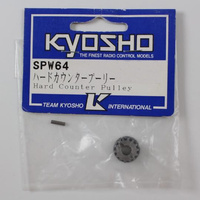 KYOSHO
THE FINEST RADIO CONTROL MODELS
SPW64
ハードカウンタープーリー
Hard Counter Pulley
TEAM KYOSHO K INTERNATIONAL